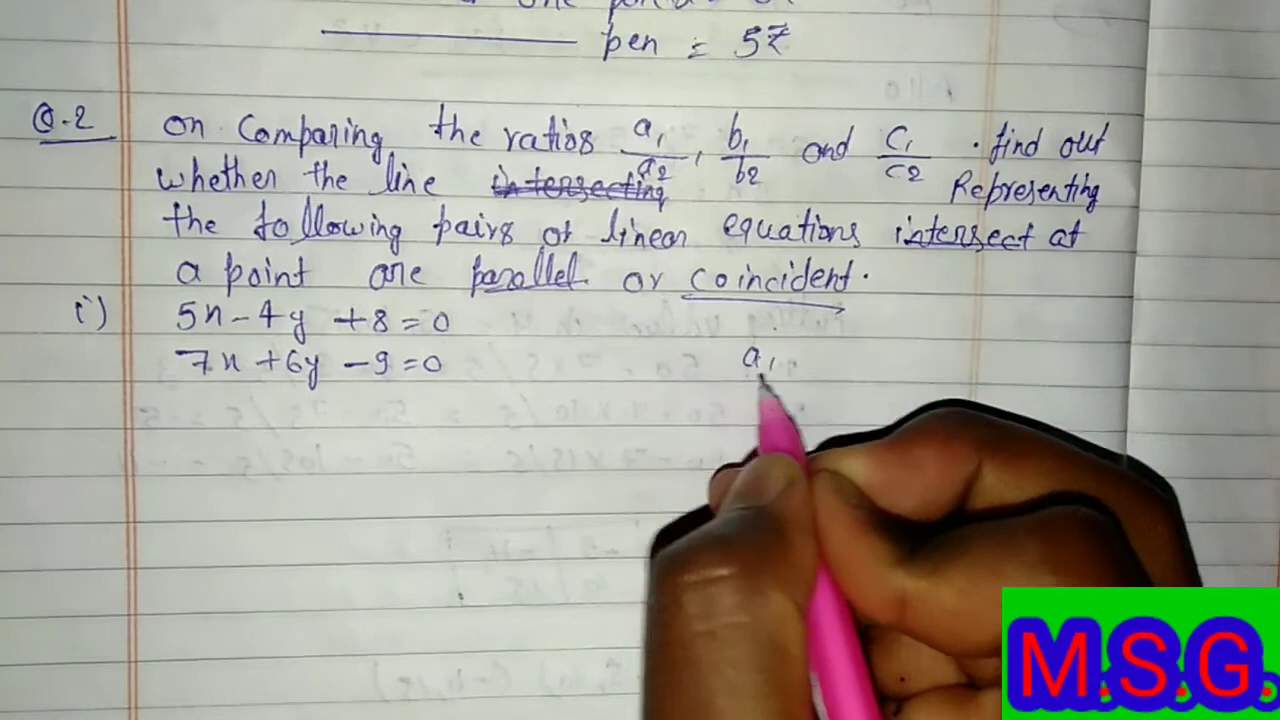 pen = 5₹
Q.2 on Comparing the ratios a1/a2, b1/b2 and c1/c2 . find out
whether the line Representing
the following pairs of linear equations intersect at
a point are parallel or coincident.
i) 5x - 4y + 8 = 0
7x + 6y - 9 = 0
a1
M.S.G.